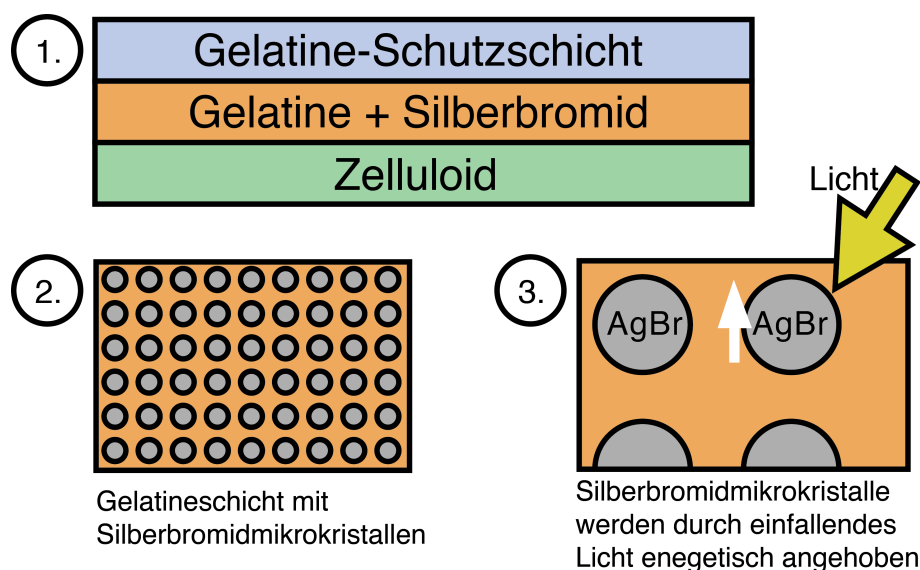 1.
Gelatine-Schutzschicht
Gelatine + Silberbromid
Zelluloid
Licht
2.
Gelatineschicht mit
Silberbromidmikrokristallen
3.
AgBr
AgBr
Silberbromidmikrokristalle
werden durch einfallendes
Licht enegetisch angehoben